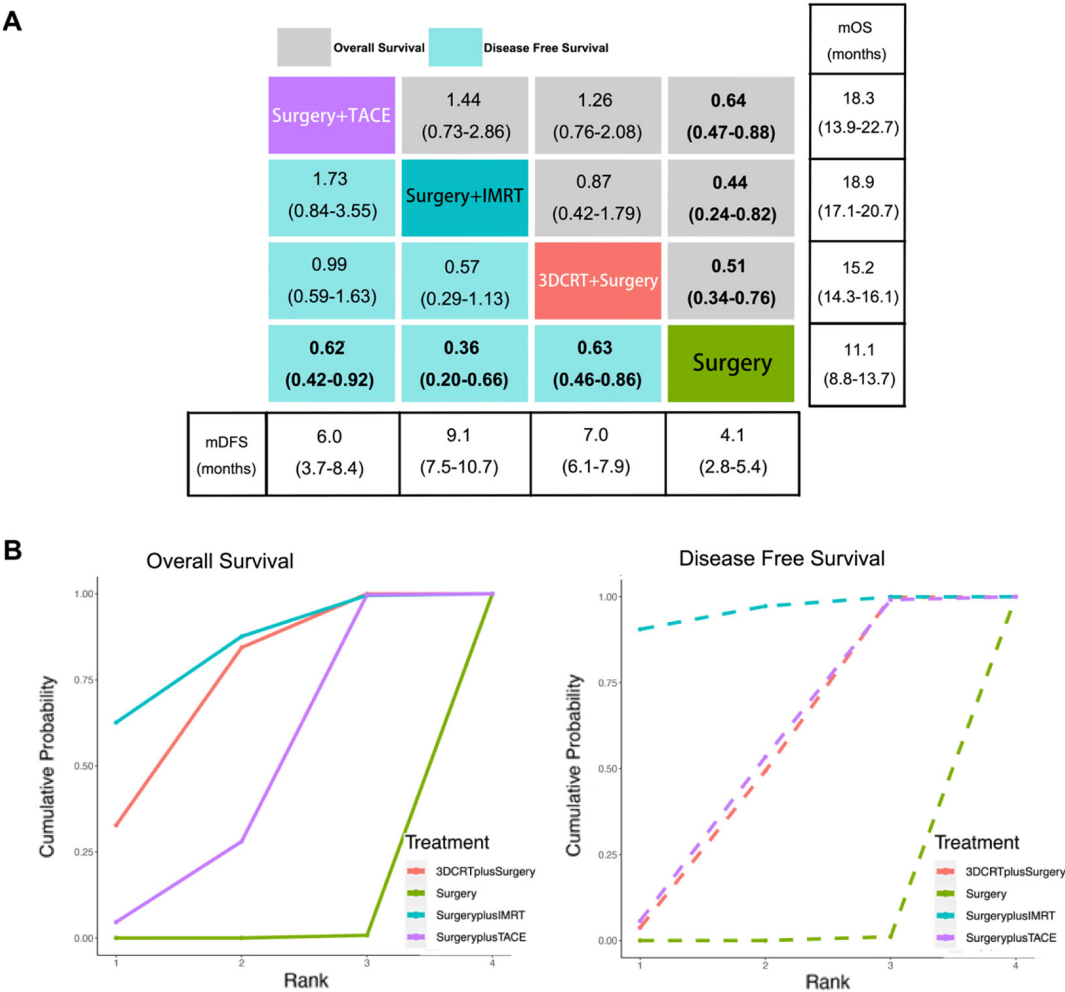 A
Overall Survival
Disease Free Survival
mOS
(months)
Surgery+TACE
1.44
(0.73-2.86)
1.26
(0.76-2.08)
0.64
(0.47-0.88)
18.3
(13.9-22.7)
1.73
(0.84-3.55)
Surgery+IMRT
0.87
(0.42-1.79)
0.44
(0.24-0.82)
18.9
(17.1-20.7)
0.99
(0.59-1.63)
0.57
(0.29-1.13)
3DCRT+Surgery
0.51
(0.34-0.76)
15.2
(14.3-16.1)
0.62
(0.42-0.92)
0.36
(0.20-0.66)
0.63
(0.46-0.86)
Surgery
11.1
(8.8-13.7)
mDFS
(months)
6.0
(3.7-8.4)
9.1
(7.5-10.7)
7.0
(6.1-7.9)
4.1
(2.8-5.4)
B
Overall Survival
Cumulative Probability
1.00
0.75
0.50
0.25
0.00
1
2
3
4
Rank
Treatment
3DCRTplusSurgery
Surgery
SurgeryplusIMRT
SurgeryplusTACE
Disease Free Survival
Cumulative Probability
1.00
0.75
0.50
0.25
0.00
1
2
3
4
Rank
Treatment
3DCRTplusSurgery
Surgery
SurgeryplusIMRT
SurgeryplusTACE